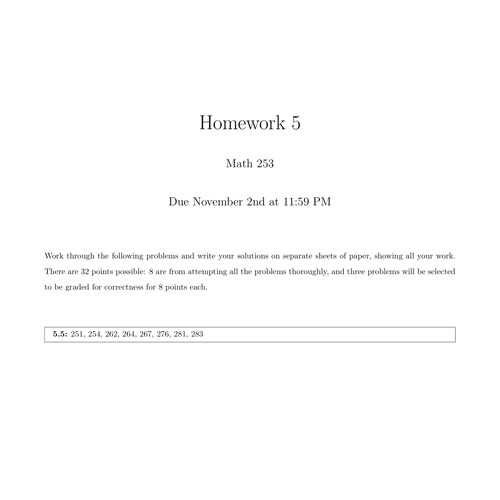 Homework 5
Math 253
Due November 2nd at 11:59 PM
Work through the following problems and write your solutions on separate sheets of paper, showing all your work.
There are 32 points possible: 8 are from attempting all the problems thoroughly, and three problems will be selected
to be graded for correctness for 8 points each.
5.5: 251, 254, 262, 264, 267, 276, 281, 283